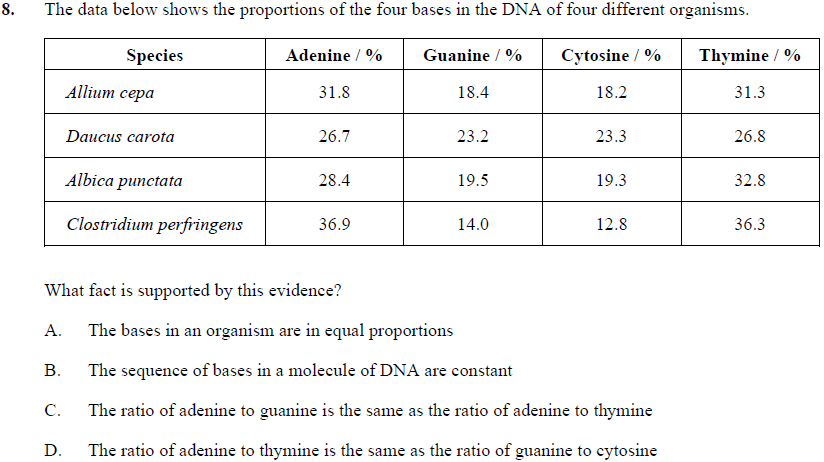 8. The data below shows the proportions of the four bases in the DNA of four different organisms.
Species Adenine / % Guanine / % Cytosine / % Thymine / %
Allium cepa 31.8 18.4 18.2 31.3
Daucus carota 26.7 23.2 23.3 26.8
Albica punctata 28.4 19.5 19.3 32.8
Clostridium perfringens 36.9 14.0 12.8 36.3
What fact is supported by this evidence?
A. The bases in an organism are in equal proportions
B. The sequence of bases in a molecule of DNA are constant
C. The ratio of adenine to guanine is the same as the ratio of adenine to thymine
D. The ratio of adenine to thymine is the same as the ratio of guanine to cytosine